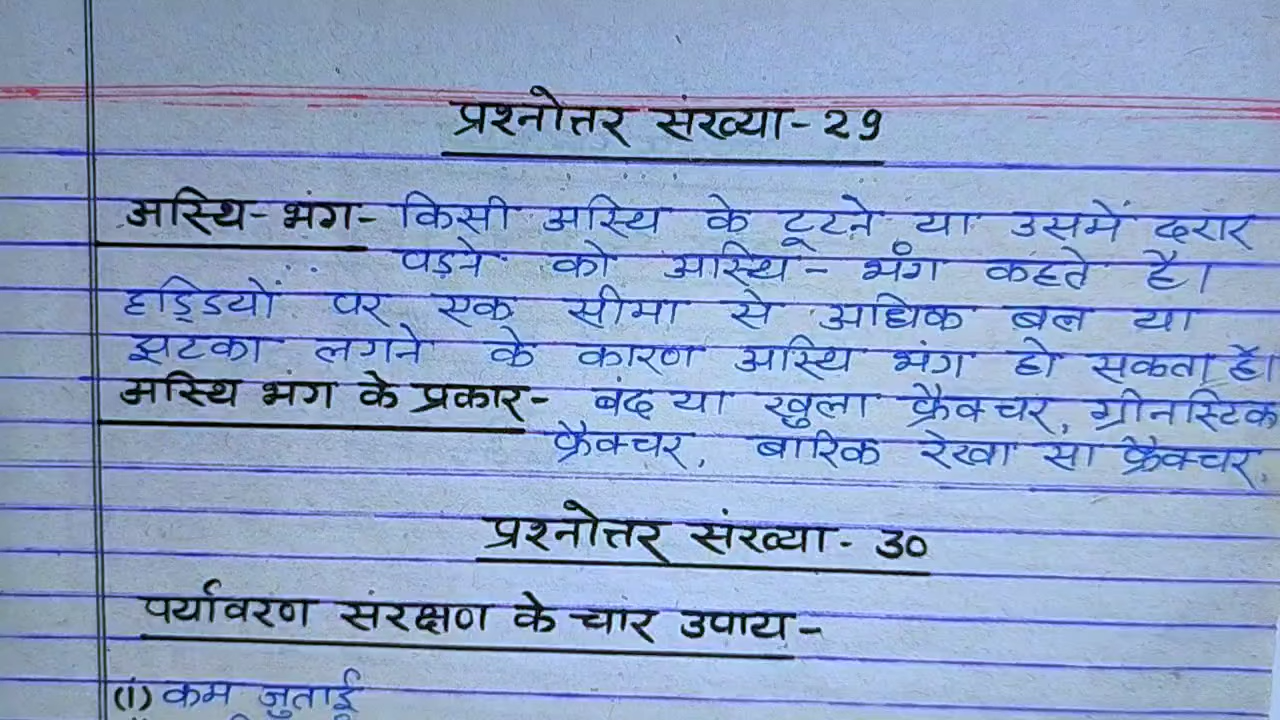 प्रश्नोत्तर संख्या-29
अस्थि-भंग- किसी अस्थि के टूटने या उसमें दरार
पड़ने को अस्थि-भंग कहते है।
हड्डियों पर एक सीमा से अधिक बल या
झटका लगने के कारण अस्थि भंग हो सकता है।
अस्थि भंग के प्रकार- बंद या खुला फ्रैक्चर, ग्रीनस्टिक
फ्रैक्चर, बारिक रेखा सा फ्रैक्चर.
प्रश्नोत्तर संख्या-30
पर्यावरण संरक्षण के चार उपाय-
(i) कम जुताई